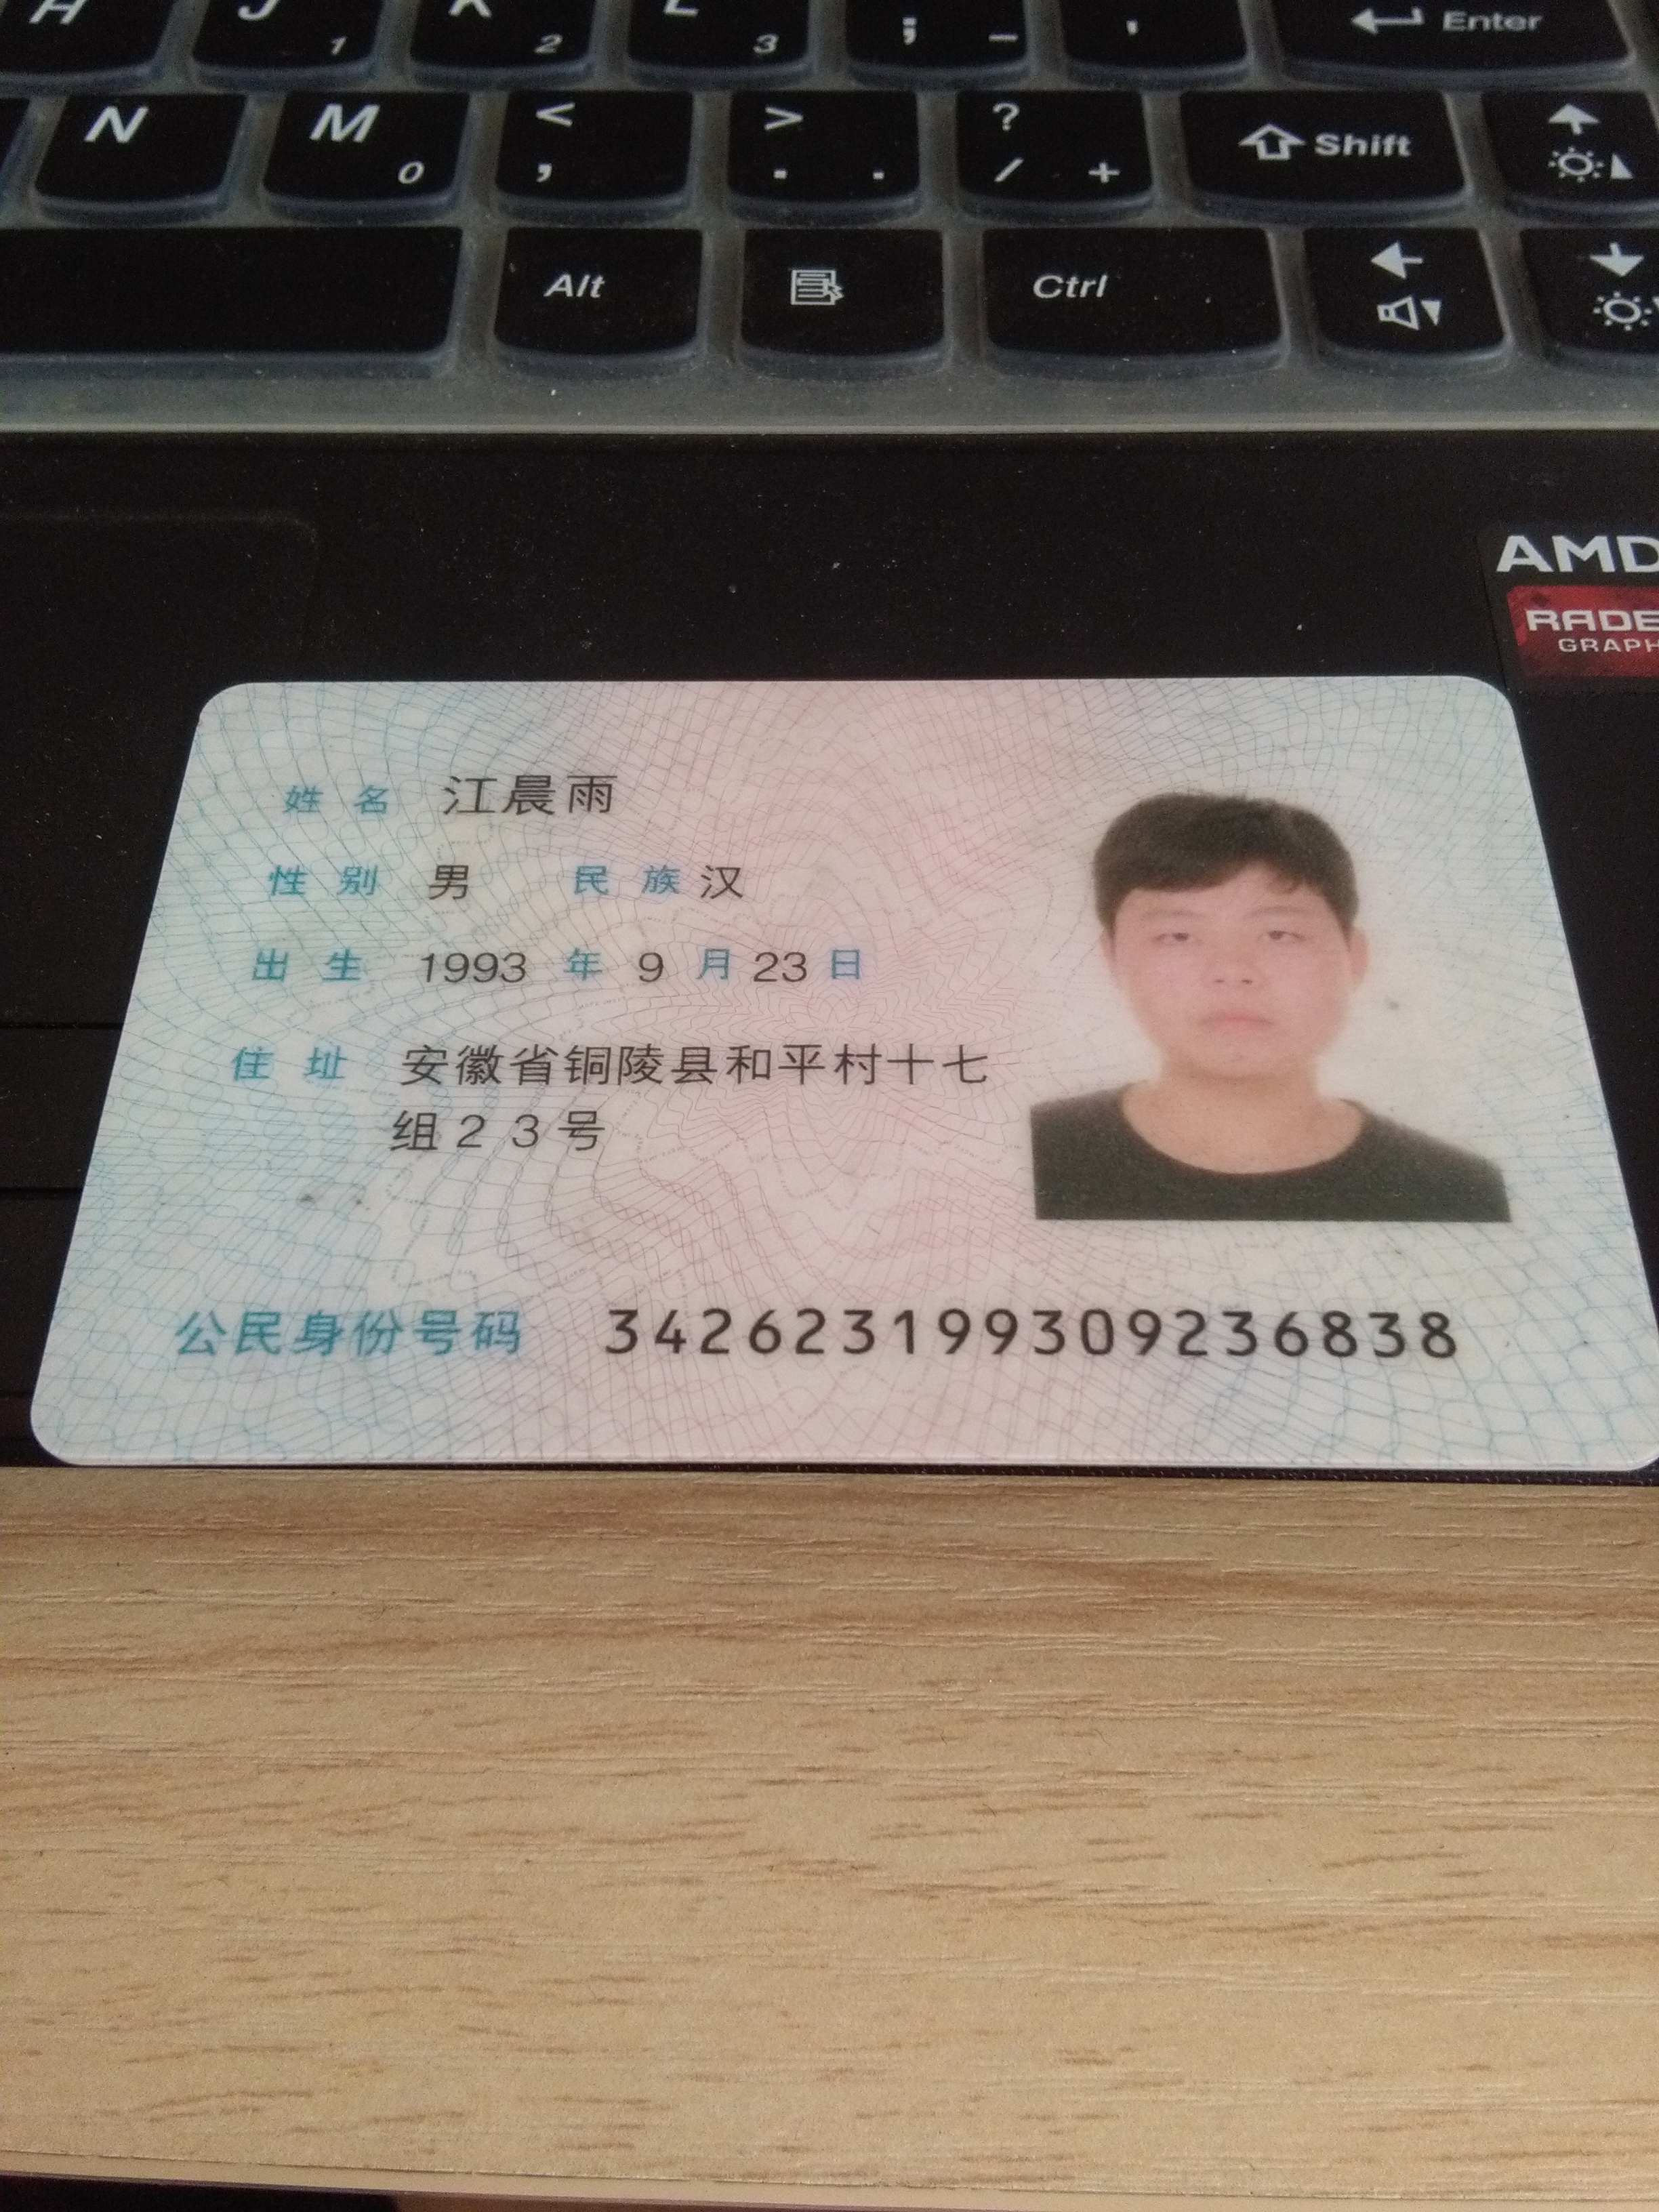 H J 1 K 2 L 3 ; - ' Enter
N M 0 < , > . . ? / + Shift
Alt Ctrl
AMD
RADE
GRAPH
姓名 江晨雨
性别 男 民族 汉
出生 1993 年 9 月 23 日
住址 安徽省铜陵县和平村十七
组23号
公民身份号码 342623199309236838